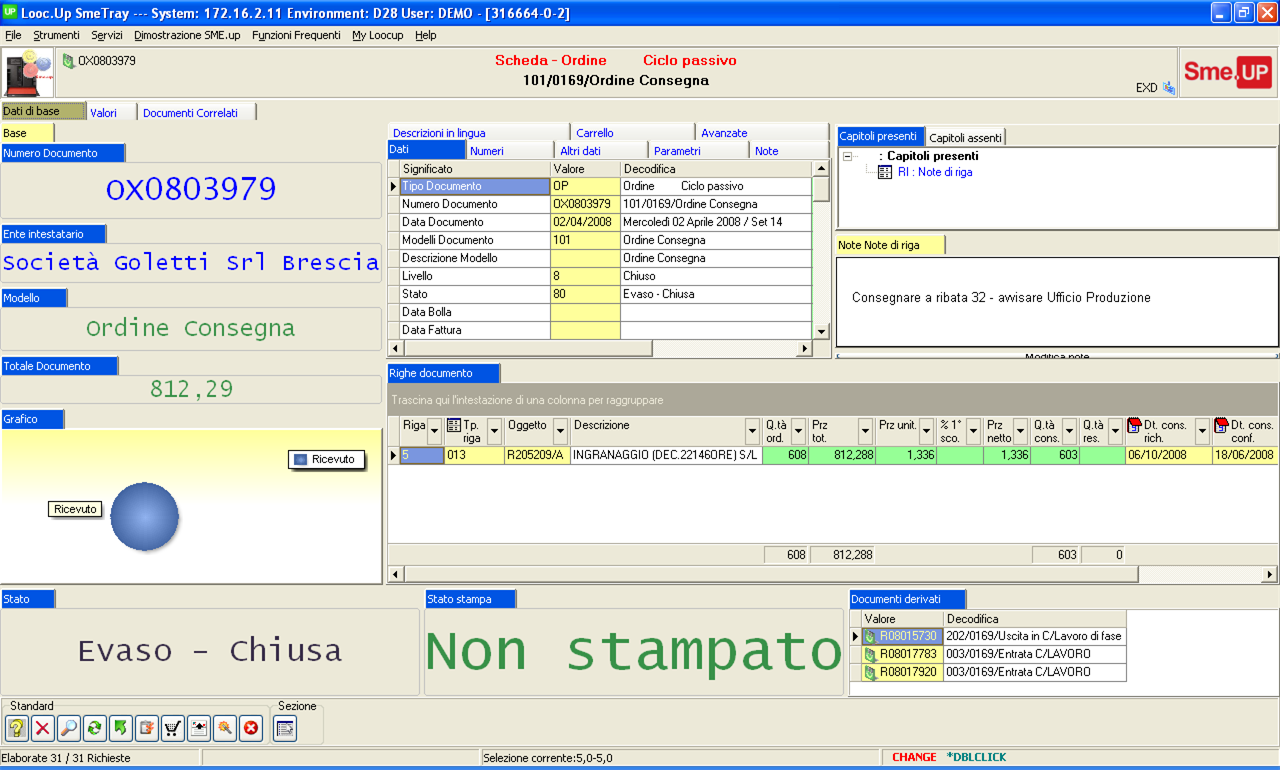 UP Looc.Up SmeTray --- System: 172.16.2.11 Environment: D28 User: DEMO - [316664-0-2]
File Strumenti Servizi Dimostrazione SME.up Funzioni Frequenti My Loocup Help
OX0803979
Scheda - Ordine Ciclo passivo
101/0169/Ordine Consegna
EXD
Sme.UP
Dati di base Valori Documenti Correlati
Base
Numero Documento
OX0803979
Ente intestatario
Società Goletti Srl Brescia
Modello
Ordine Consegna
Totale Documento
812,29
Grafico
Ricevuto
Ricevuto
Descrizioni in lingua Carrello Avanzate
Dati Numeri Altri dati Parametri Note
Significato Valore Decodifica
Tipo Documento OP Ordine Ciclo passivo
Numero Documento OX0803979 101/0169/Ordine Consegna
Data Documento 02/04/2008 Mercoledì 02 Aprile 2008 / Set 14
Modelli Documento 101 Ordine Consegna
Descrizione Modello Ordine Consegna
Livello 8 Chiuso
Stato 80 Evaso - Chiusa
Data Bolla
Data Fattura
Capitoli presenti Capitoli assenti
: Capitoli presenti
RI : Note di riga
Note Note di riga
Consegnare a ribata 32 - avvisare Ufficio Produzione
Modifica note
Righe documento
Trascina qui l'intestazione di una colonna per raggruppare
Riga Tp. riga Oggetto Descrizione Q.tà ord. Prz tot. Prz unit. % 1° sco. Prz netto Q.tà cons. Q.tà res. Dt. cons. rich. Dt. cons. conf.
5 013 R205209/A INGRANAGGIO (DEC.22146ORE) S/L 608 812,288 1,336 1,336 603 06/10/2008 18/06/2008
608 812,288 603 0
Stato
Evaso - Chiusa
Stato stampa
Non stampato
Documenti derivati
Valore Decodifica
R08015730 202/0169/Uscita in C/Lavoro di fase
R08017783 003/0169/Entrata C/LAVORO
R08017920 003/0169/Entrata C/LAVORO
Standard Sezione
Elaborate 31 / 31 Richieste
Selezione corrente:5,0-5,0
CHANGE *DBLCLICK